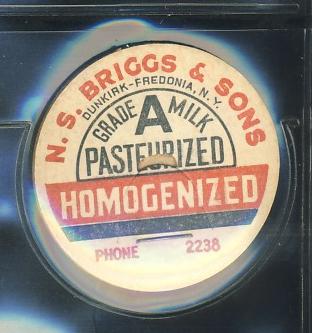 N. S. BRIGGS & SONS
DUNKIRK-FREDONIA, N.Y.
GRADE A MILK
PASTEURIZED
HOMOGENIZED
PHONE 2238